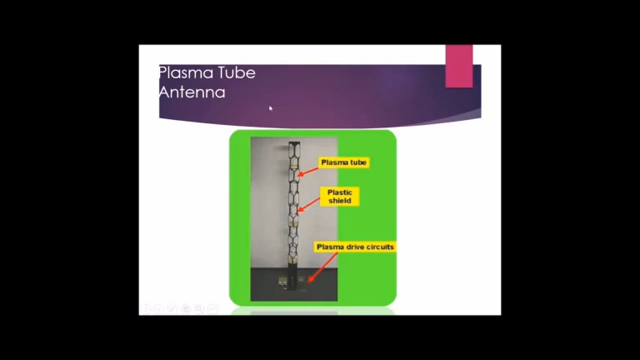 Plasma Tube
Antenna
Plasma tube
Plastic
shield
Plasma drive circuits